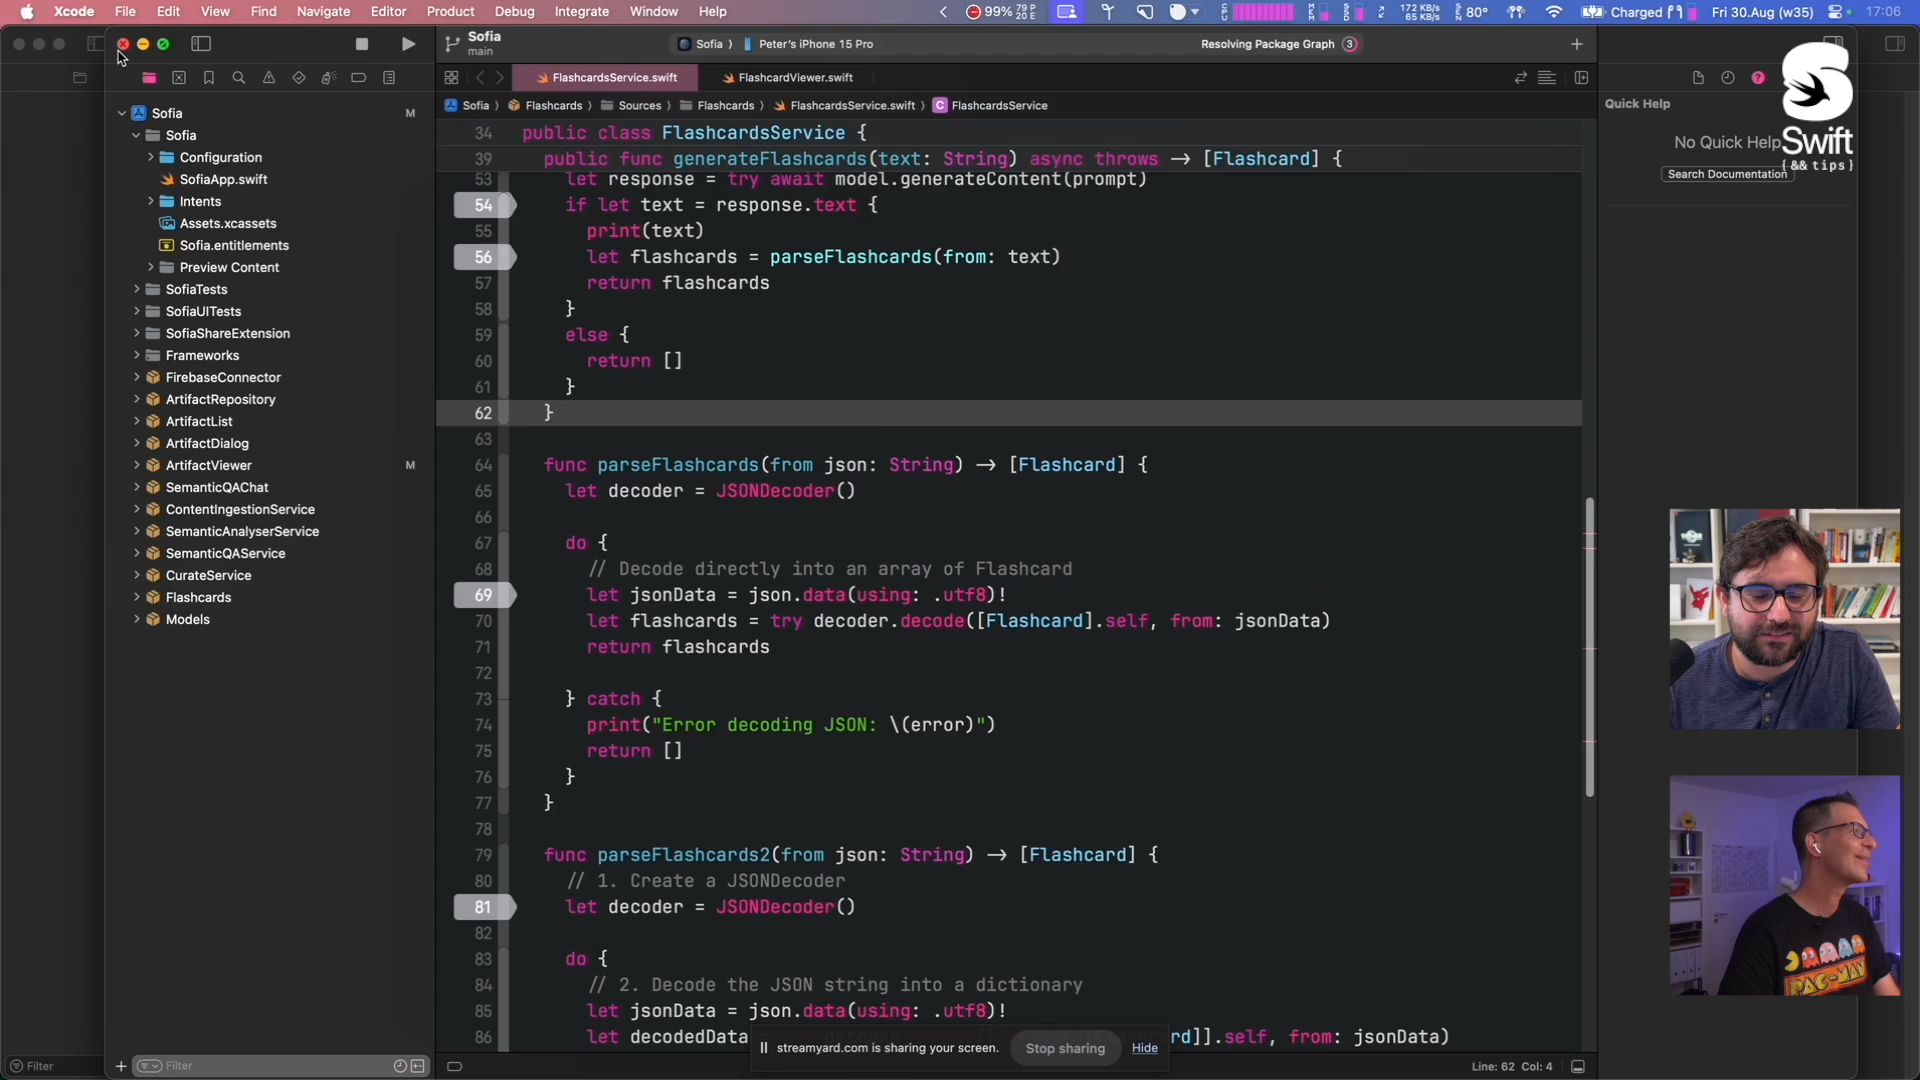 Xcode File Edit View Find Navigate Editor Product Debug Integrate Window Help
99% 79 P 20 E 172 KB/s 65 KB/s 80° Charged Fri 30.Aug (w35) 17:06
Sofia
main
Sofia 〉 Peter's iPhone 15 Pro
Resolving Package Graph 3
FlashcardsService.swift
FlashcardViewer.swift
Sofia 〉 Flashcards 〉 Sources 〉 Flashcards 〉 FlashcardsService.swift 〉 C FlashcardsService
Sofia M
Sofia
Configuration
SofiaApp.swift
Intents
Assets.xcassets
Sofia.entitlements
Preview Content
SofiaTests
SofiaUITests
SofiaShareExtension
Frameworks
FirebaseConnector
ArtifactRepository
ArtifactList
ArtifactDialog
ArtifactViewer M
SemanticQAChat
ContentIngestionService
SemanticAnalyserService
SemanticQAService
CurateService
Flashcards
Models
Filter
Filter
34 public class FlashcardsService {
39 public func generateFlashcards(text: String) async throws → [Flashcard] {
53 let response = try await model.generateContent(prompt)
54 if let text = response.text {
55 print(text)
56 let flashcards = parseFlashcards(from: text)
57 return flashcards
58 }
59 else {
60 return []
61 }
62 }
63
64 func parseFlashcards(from json: String) → [Flashcard] {
65 let decoder = JSONDecoder()
66
67 do {
68 // Decode directly into an array of Flashcard
69 let jsonData = json.data(using: .utf8)!
70 let flashcards = try decoder.decode([Flashcard].self, from: jsonData)
71 return flashcards
72
73 } catch {
74 print("Error decoding JSON: \(error)")
75 return []
76 }
77 }
78
79 func parseFlashcards2(from json: String) → [Flashcard] {
80 // 1. Create a JSONDecoder
81 let decoder = JSONDecoder()
82
83 do {
84 // 2. Decode the JSON string into a dictionary
85 let jsonData = json.data(using: .utf8)!
86 let decodedData rd]].self, from: jsonData)
streamyard.com is sharing your screen. Stop sharing Hide
Line: 62 Col: 4
Quick Help
No Quick Help
Search Documentation
Swift
{ && tips }
PAC-MAN